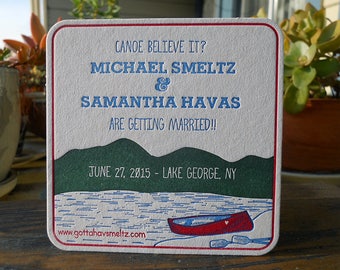 CANOE BELIEVE IT?
MICHAEL SMELTZ
&
SAMANTHA HAVAS
ARE GETTING MARRIED!!
JUNE 27, 2015 - LAKE GEORGE, NY
www.gottahavsmeltz.com